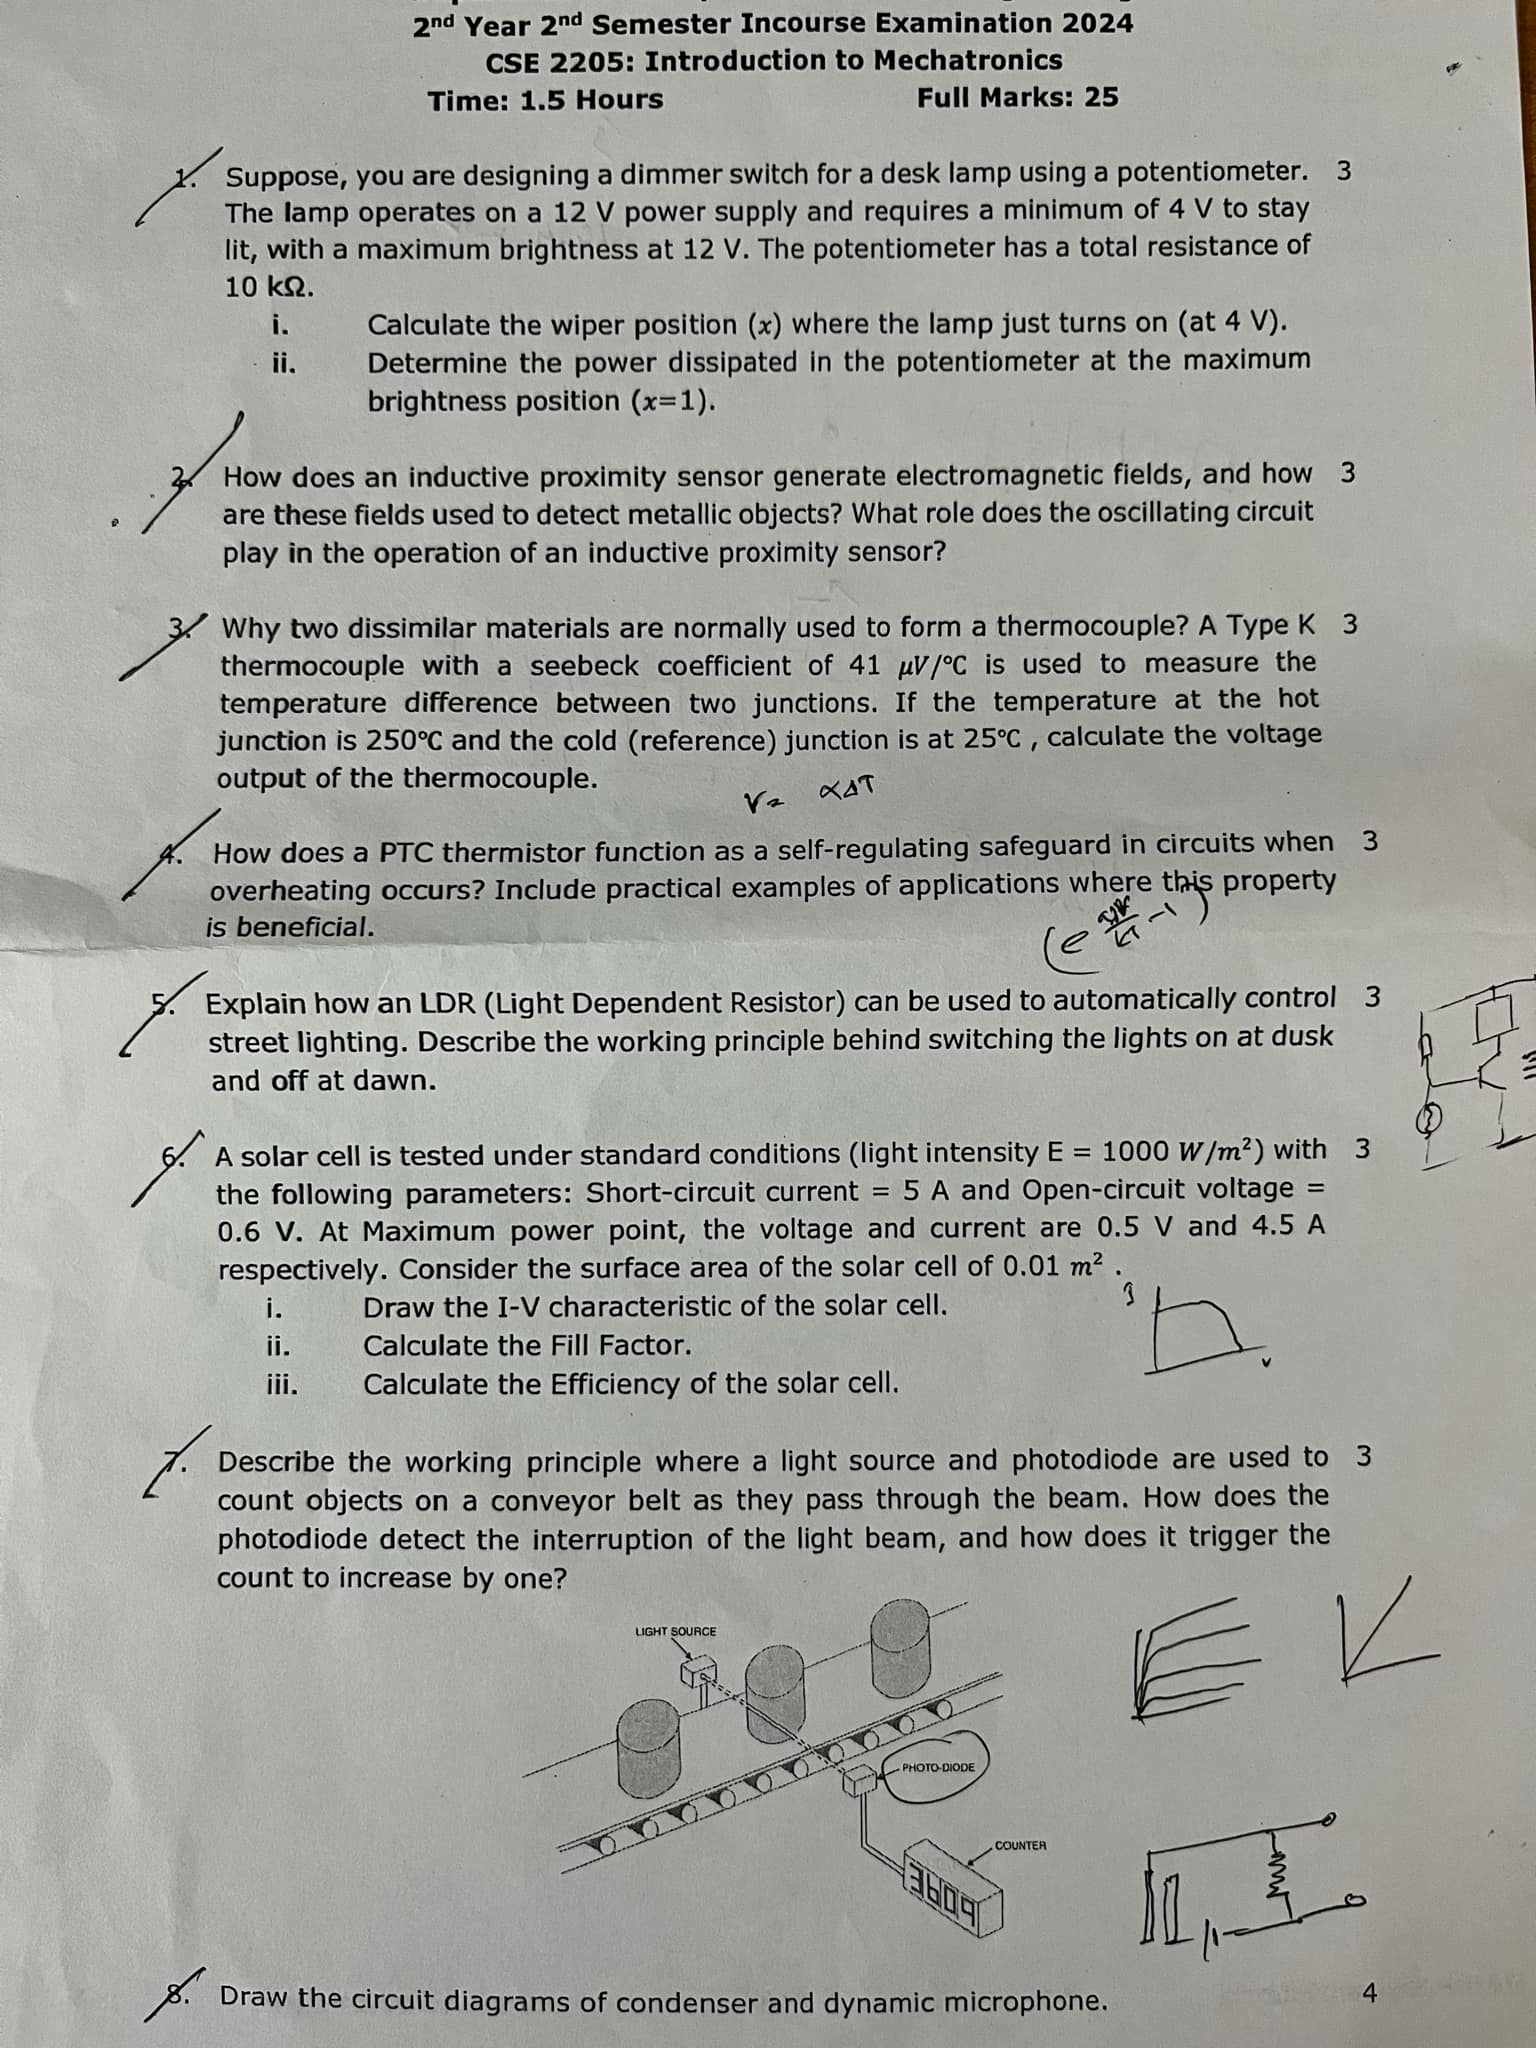 2nd Year 2nd Semester Incourse Examination 2024
CSE 2205: Introduction to Mechatronics
Time: 1.5 Hours Full Marks: 25
1. Suppose, you are designing a dimmer switch for a desk lamp using a potentiometer. 3
The lamp operates on a 12 V power supply and requires a minimum of 4 V to stay
lit, with a maximum brightness at 12 V. The potentiometer has a total resistance of
10 kΩ.
i. Calculate the wiper position (x) where the lamp just turns on (at 4 V).
ii. Determine the power dissipated in the potentiometer at the maximum
brightness position (x=1).
2. How does an inductive proximity sensor generate electromagnetic fields, and how 3
are these fields used to detect metallic objects? What role does the oscillating circuit
play in the operation of an inductive proximity sensor?
3. Why two dissimilar materials are normally used to form a thermocouple? A Type K 3
thermocouple with a seebeck coefficient of 41 μV/°C is used to measure the
temperature difference between two junctions. If the temperature at the hot
junction is 250°C and the cold (reference) junction is at 25°C , calculate the voltage
output of the thermocouple.
V = αΔT
4. How does a PTC thermistor function as a self-regulating safeguard in circuits when 3
overheating occurs? Include practical examples of applications where this property
is beneficial.
5. Explain how an LDR (Light Dependent Resistor) can be used to automatically control 3
street lighting. Describe the working principle behind switching the lights on at dusk
and off at dawn.
6. A solar cell is tested under standard conditions (light intensity E = 1000 W/m²) with 3
the following parameters: Short-circuit current = 5 A and Open-circuit voltage =
0.6 V. At Maximum power point, the voltage and current are 0.5 V and 4.5 A
respectively. Consider the surface area of the solar cell of 0.01 m² .
i. Draw the I-V characteristic of the solar cell.
ii. Calculate the Fill Factor.
iii. Calculate the Efficiency of the solar cell.
V
7. Describe the working principle where a light source and photodiode are used to 3
count objects on a conveyor belt as they pass through the beam. How does the
photodiode detect the interruption of the light beam, and how does it trigger the
count to increase by one?
LIGHT SOURCE
PHOTO-DIODE
COUNTER
3609
8. Draw the circuit diagrams of condenser and dynamic microphone. 4